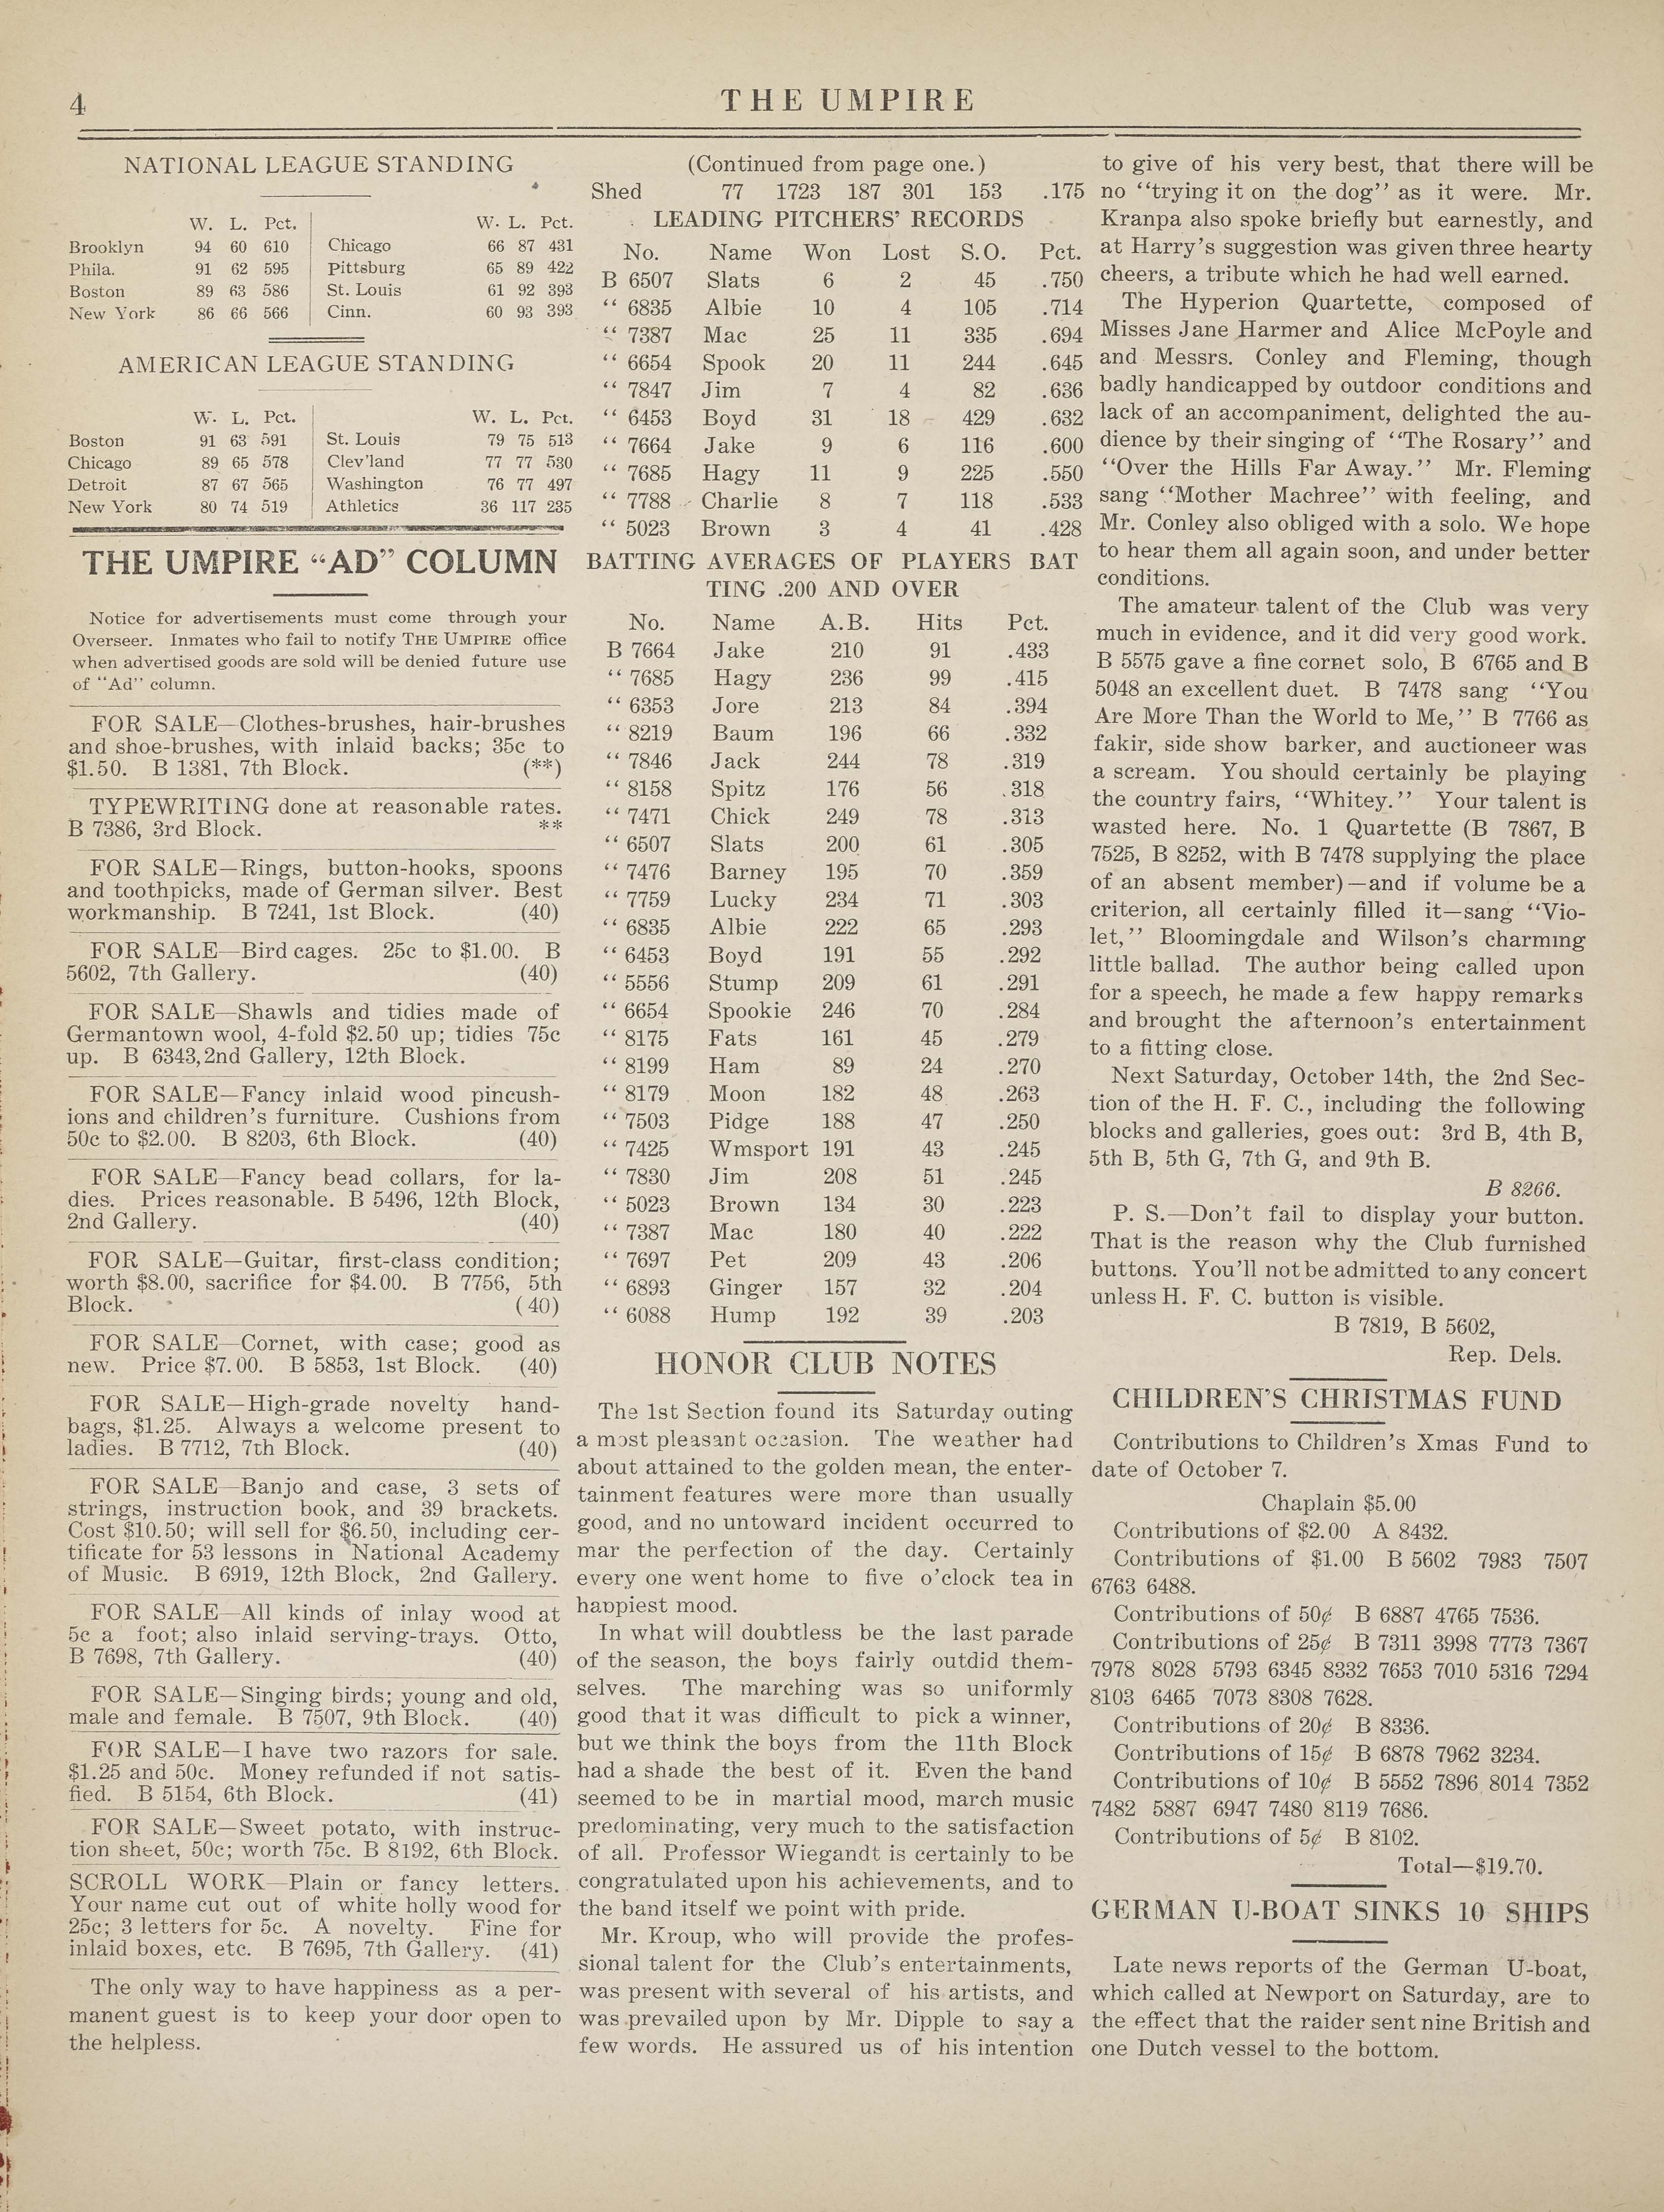 4
THE UMPIRE
NATIONAL LEAGUE STANDING
W. L. Pct. W. L. Pct.
Brooklyn 94 60 610 Chicago 66 87 431
Phila. 91 62 595 Pittsburg 65 89 422
Boston 89 63 586 St. Louis 61 92 393
New York 86 66 566 Cinn. 60 93 393
AMERICAN LEAGUE STANDING
W. L. Pct. W. L. Pct.
Boston 91 63 591 St. Louis 79 75 513
Chicago 89 65 578 Clev'land 77 77 530
Detroit 87 67 565 Washington 76 77 497
New York 80 74 519 Athletics 36 117 235
THE UMPIRE “AD” COLUMN
Notice for advertisements must come through your
Overseer. Inmates who fail to notify THE UMPIRE office
when advertised goods are sold will be denied future use
of “Ad” column.
FOR SALE—Clothes-brushes, hair-brushes
and shoe-brushes, with inlaid backs; 35c to
$1.50. B 1381, 7th Block. (**)
TYPEWRITING done at reasonable rates.
B 7386, 3rd Block. **
FOR SALE—Rings, button-hooks, spoons
and toothpicks, made of German silver. Best
workmanship. B 7241, 1st Block. (40)
FOR SALE—Bird cages. 25c to $1.00. B
5602, 7th Gallery. (40)
FOR SALE—Shawls and tidies made of
Germantown wool, 4-fold $2.50 up; tidies 75c
up. B 6343,2nd Gallery, 12th Block.
FOR SALE—Fancy inlaid wood pincush-
ions and children's furniture. Cushions from
50c to $2.00. B 8203, 6th Block. (40)
FOR SALE—Fancy bead collars, for la-
dies. Prices reasonable. B 5496, 12th Block,
2nd Gallery. (40)
FOR SALE—Guitar, first-class condition;
worth $8.00, sacrifice for $4.00. B 7756, 5th
Block. (40)
FOR SALE—Cornet, with case; good as
new. Price $7.00. B 5853, 1st Block. (40)
FOR SALE—High-grade novelty hand-
bags, $1.25. Always a welcome present to
ladies. B 7712, 7th Block. (40)
FOR SALE—Banjo and case, 3 sets of
strings, instruction book, and 39 brackets.
Cost $10.50; will sell for $6.50, including cer-
tificate for 53 lessons in National Academy
of Music. B 6919, 12th Block, 2nd Gallery.
FOR SALE—All kinds of inlay wood at
5c a foot; also inlaid serving-trays. Otto,
B 7698, 7th Gallery. (40)
FOR SALE—Singing birds; young and old,
male and female. B 7507, 9th Block. (40)
FOR SALE—I have two razors for sale.
$1.25 and 50c. Money refunded if not satis-
fied. B 5154, 6th Block. (41)
FOR SALE—Sweet potato, with instruc-
tion sheet, 50c; worth 75c. B 8192, 6th Block.
SCROLL WORK—Plain or fancy letters.
Your name cut out of white holly wood for
25c; 3 letters for 5c. A novelty. Fine for
inlaid boxes, etc. B 7695, 7th Gallery. (41)
The only way to have happiness as a per-
manent guest is to keep your door open to
the helpless.
(Continued from page one.)
Shed 77 1723 187 301 153 .175
LEADING PITCHERS' RECORDS
No. Name Won Lost S.O. Pct.
B 6507 Slats 6 2 45 .750
“ 6835 Albie 10 4 105 .714
“ 7387 Mac 25 11 335 .694
“ 6654 Spook 20 11 244 .645
“ 7847 Jim 7 4 82 .636
“ 6453 Boyd 31 18 429 .632
“ 7664 Jake 9 6 116 .600
“ 7685 Hagy 11 9 225 .550
“ 7788 Charlie 8 7 118 .533
“ 5023 Brown 3 4 41 .428
BATTING AVERAGES OF PLAYERS BAT
TING .200 AND OVER
No. Name A.B. Hits Pct.
B 7664 Jake 210 91 .433
“ 7685 Hagy 236 99 .415
“ 6353 Jore 213 84 .394
“ 8219 Baum 196 66 .332
“ 7846 Jack 244 78 .319
“ 8158 Spitz 176 56 .318
“ 7471 Chick 249 78 .313
“ 6507 Slats 200 61 .305
“ 7476 Barney 195 70 .359
“ 7759 Lucky 234 71 .303
“ 6835 Albie 222 65 .293
“ 6453 Boyd 191 55 .292
“ 5556 Stump 209 61 .291
“ 6654 Spookie 246 70 .284
“ 8175 Fats 161 45 .279
“ 8199 Ham 89 24 .270
“ 8179 Moon 182 48 .263
“ 7503 Pidge 188 47 .250
“ 7425 Wmsport 191 43 .245
“ 7830 Jim 208 51 .245
“ 5023 Brown 134 30 .223
“ 7387 Mac 180 40 .222
“ 7697 Pet 209 43 .206
“ 6893 Ginger 157 32 .204
“ 6088 Hump 192 39 .203
HONOR CLUB NOTES
The 1st Section found its Saturday outing
a most pleasant occasion. The weather had
about attained to the golden mean, the enter-
tainment features were more than usually
good, and no untoward incident occurred to
mar the perfection of the day. Certainly
every one went home to five o'clock tea in
happiest mood.
In what will doubtless be the last parade
of the season, the boys fairly outdid them-
selves. The marching was so uniformly
good that it was difficult to pick a winner,
but we think the boys from the 11th Block
had a shade the best of it. Even the band
seemed to be in martial mood, march music
predominating, very much to the satisfaction
of all. Professor Wiegandt is certainly to be
congratulated upon his achievements, and to
the band itself we point with pride.
Mr. Kroup, who will provide the profes-
sional talent for the Club's entertainments,
was present with several of his artists, and
was prevailed upon by Mr. Dipple to say a
few words. He assured us of his intention
to give of his very best, that there will be
no “trying it on the dog” as it were. Mr.
Kranpa also spoke briefly but earnestly, and
at Harry's suggestion was given three hearty
cheers, a tribute which he had well earned.
The Hyperion Quartette, composed of
Misses Jane Harmer and Alice McPoyle and
and Messrs. Conley and Fleming, though
badly handicapped by outdoor conditions and
lack of an accompaniment, delighted the au-
dience by their singing of “The Rosary” and
“Over the Hills Far Away.” Mr. Fleming
sang “Mother Machree” with feeling, and
Mr. Conley also obliged with a solo. We hope
to hear them all again soon, and under better
conditions.
The amateur talent of the Club was very
much in evidence, and it did very good work.
B 5575 gave a fine cornet solo, B 6765 and B
5048 an excellent duet. B 7478 sang “You
Are More Than the World to Me,” B 7766 as
fakir, side show barker, and auctioneer was
a scream. You should certainly be playing
the country fairs, “Whitey.” Your talent is
wasted here. No. 1 Quartette (B 7867, B
7525, B 8252, with B 7478 supplying the place
of an absent member)—and if volume be a
criterion, all certainly filled it—sang “Vio-
let,” Bloomingdale and Wilson's charming
little ballad. The author being called upon
for a speech, he made a few happy remarks
and brought the afternoon's entertainment
to a fitting close.
Next Saturday, October 14th, the 2nd Sec-
tion of the H. F. C., including the following
blocks and galleries, goes out: 3rd B, 4th B,
5th B, 5th G, 7th G, and 9th B.
B 8266.
P. S.—Don't fail to display your button.
That is the reason why the Club furnished
buttons. You'll not be admitted to any concert
unless H. F. C. button is visible.
B 7819, B 5602,
Rep. Dels.
CHILDREN'S CHRISTMAS FUND
Contributions to Children's Xmas Fund to
date of October 7.
Chaplain $5.00
Contributions of $2.00 A 8432.
Contributions of $1.00 B 5602 7983 7507
6763 6488.
Contributions of 50¢ B 6887 4765 7536.
Contributions of 25¢ B 7311 3998 7773 7367
7978 8028 5793 6345 8332 7653 7010 5316 7294
8103 6465 7073 8308 7628.
Contributions of 20¢ B 8336.
Contributions of 15¢ B 6878 7962 3234.
Contributions of 10¢ B 5552 7896 8014 7352
7482 5887 6947 7480 8119 7686.
Contributions of 5¢ B 8102.
Total—$19.70.
GERMAN U-BOAT SINKS 10 SHIPS
Late news reports of the German U-boat,
which called at Newport on Saturday, are to
the effect that the raider sent nine British and
one Dutch vessel to the bottom.